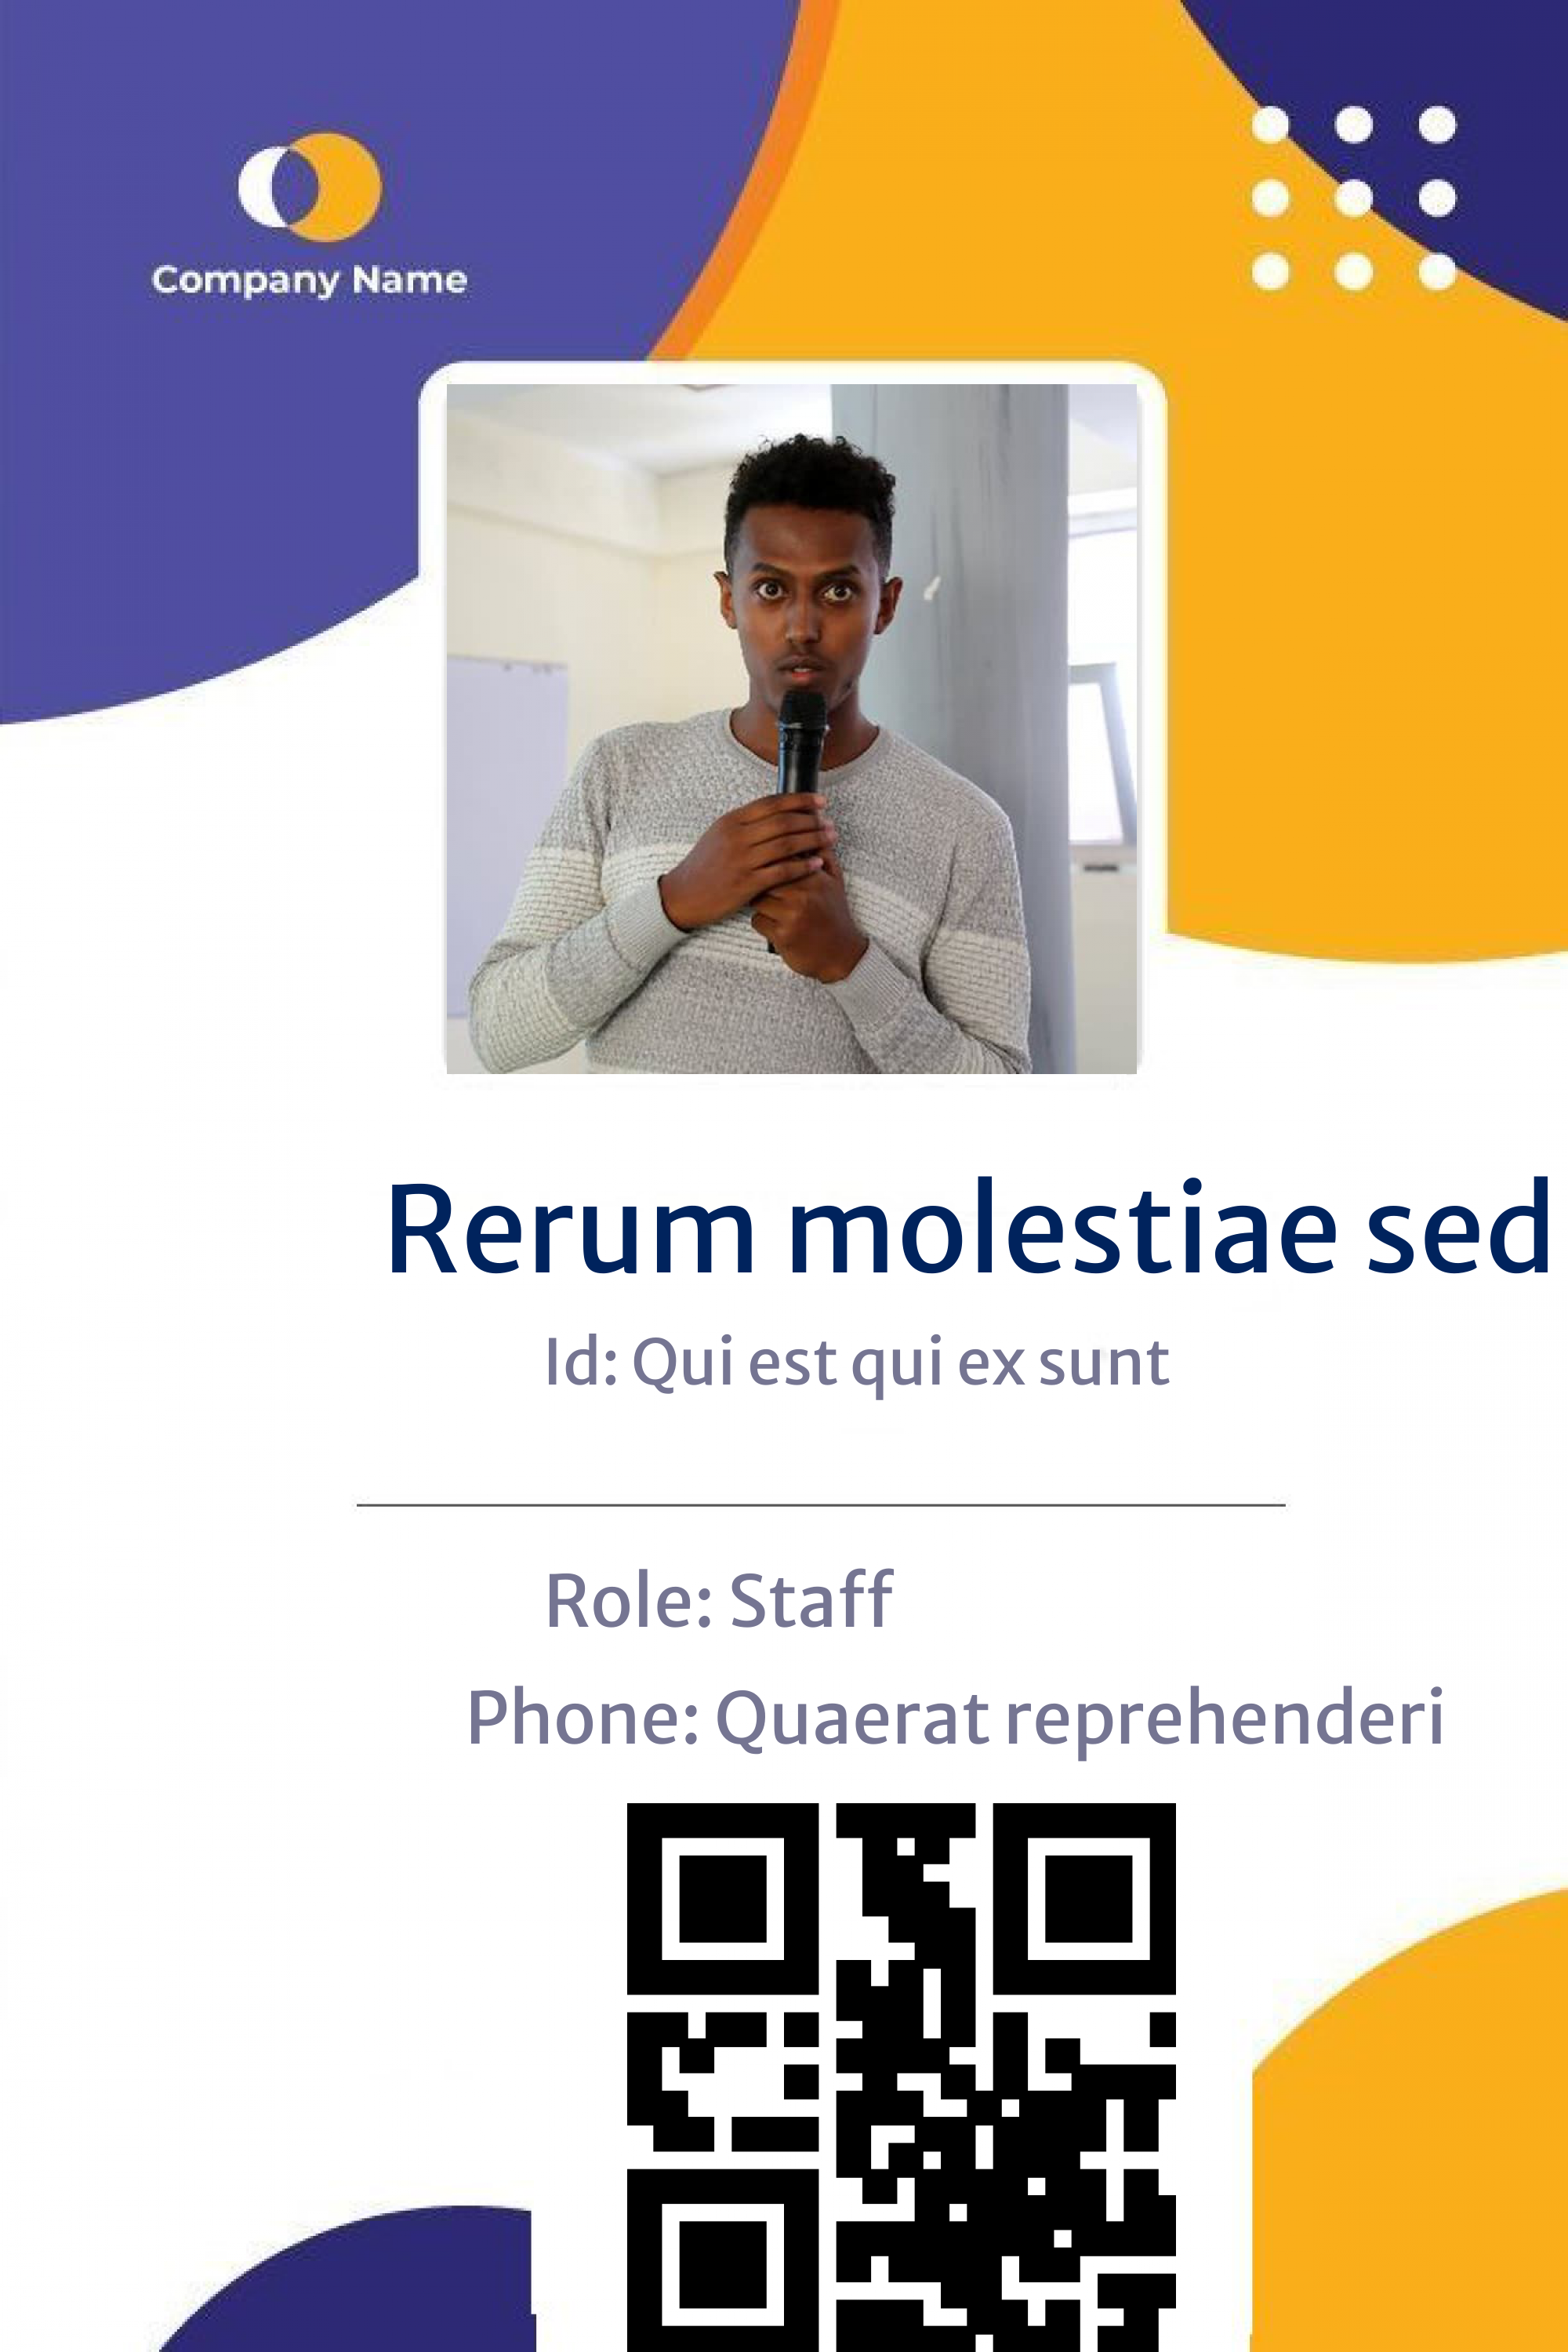 Company Name
Rerum molestiae sed
Id: Qui est qui ex sunt
Role: Staff
Phone: Quaerat reprehenderi